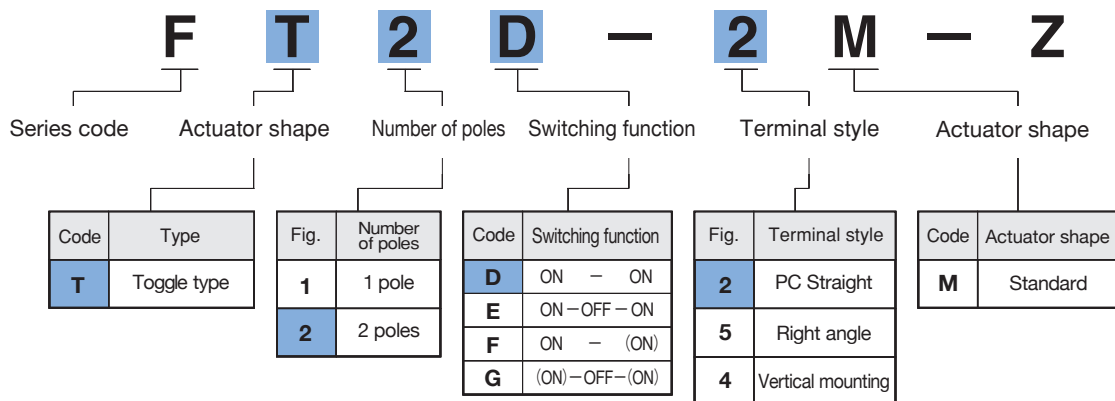 F T 2 D － 2 M － Z
Series code Actuator shape Number of poles Switching function Terminal style Actuator shape
Code Type
T Toggle type
Fig. Number of poles
1 1 pole
2 2 poles
Code Switching function
D ON － ON
E ON－OFF－ON
F ON － (ON)
G (ON)－OFF－(ON)
Fig. Terminal style
2 PC Straight
5 Right angle
4 Vertical mounting
Code Actuator shape
M Standard